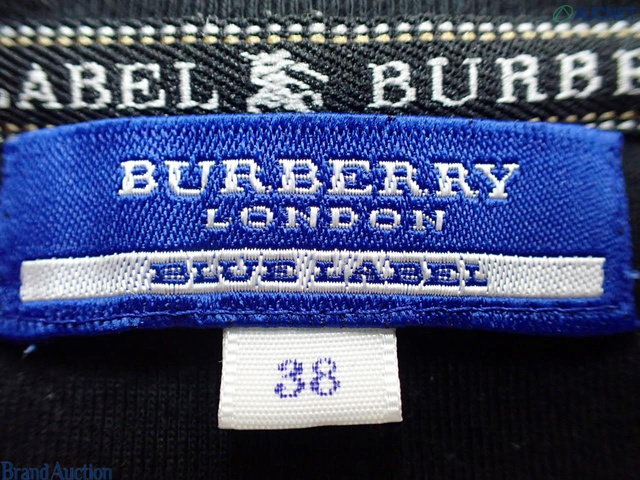 LABEL BURBE
BURBERRY
LONDON
BLUE LABEL
38
Brand Auction